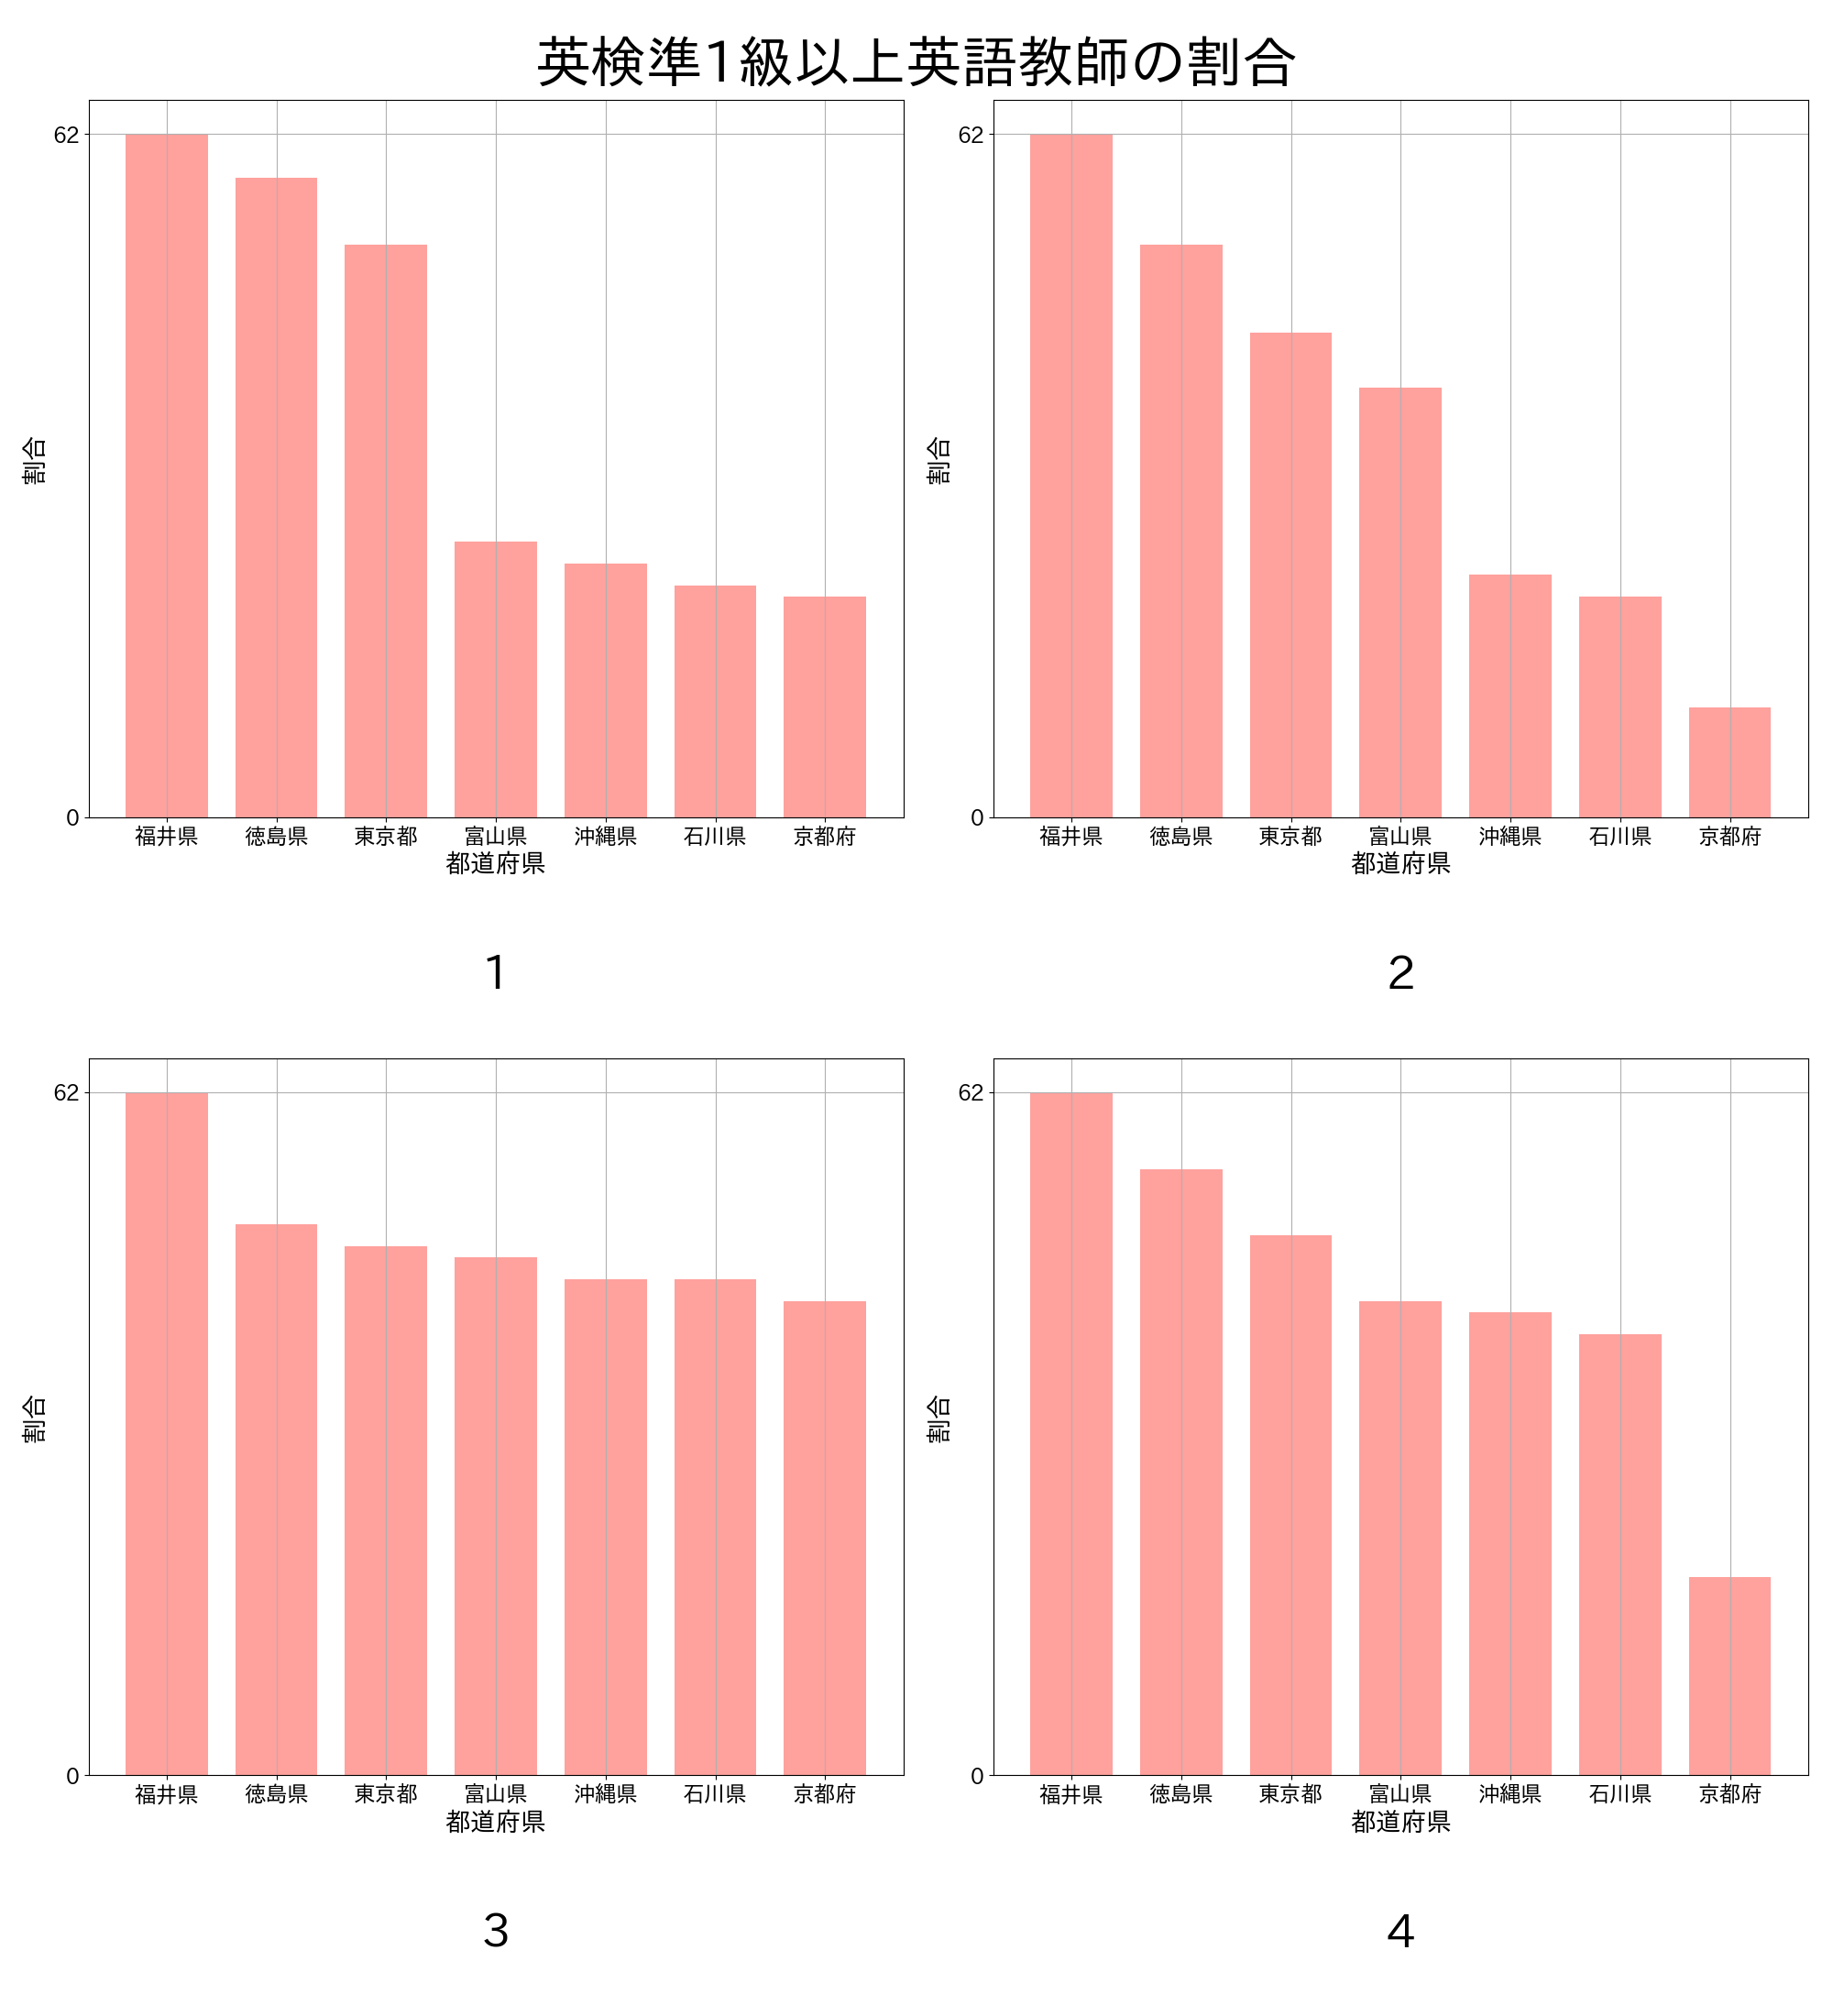 英検準1級以上英語教師の割合
62
0
割合
福井県 徳島県 東京都 富山県 沖縄県 石川県 京都府
都道府県
1
62
0
割合
福井県 徳島県 東京都 富山県 沖縄県 石川県 京都府
都道府県
2
62
0
割合
福井県 徳島県 東京都 富山県 沖縄県 石川県 京都府
都道府県
3
62
0
割合
福井県 徳島県 東京都 富山県 沖縄県 石川県 京都府
都道府県
4